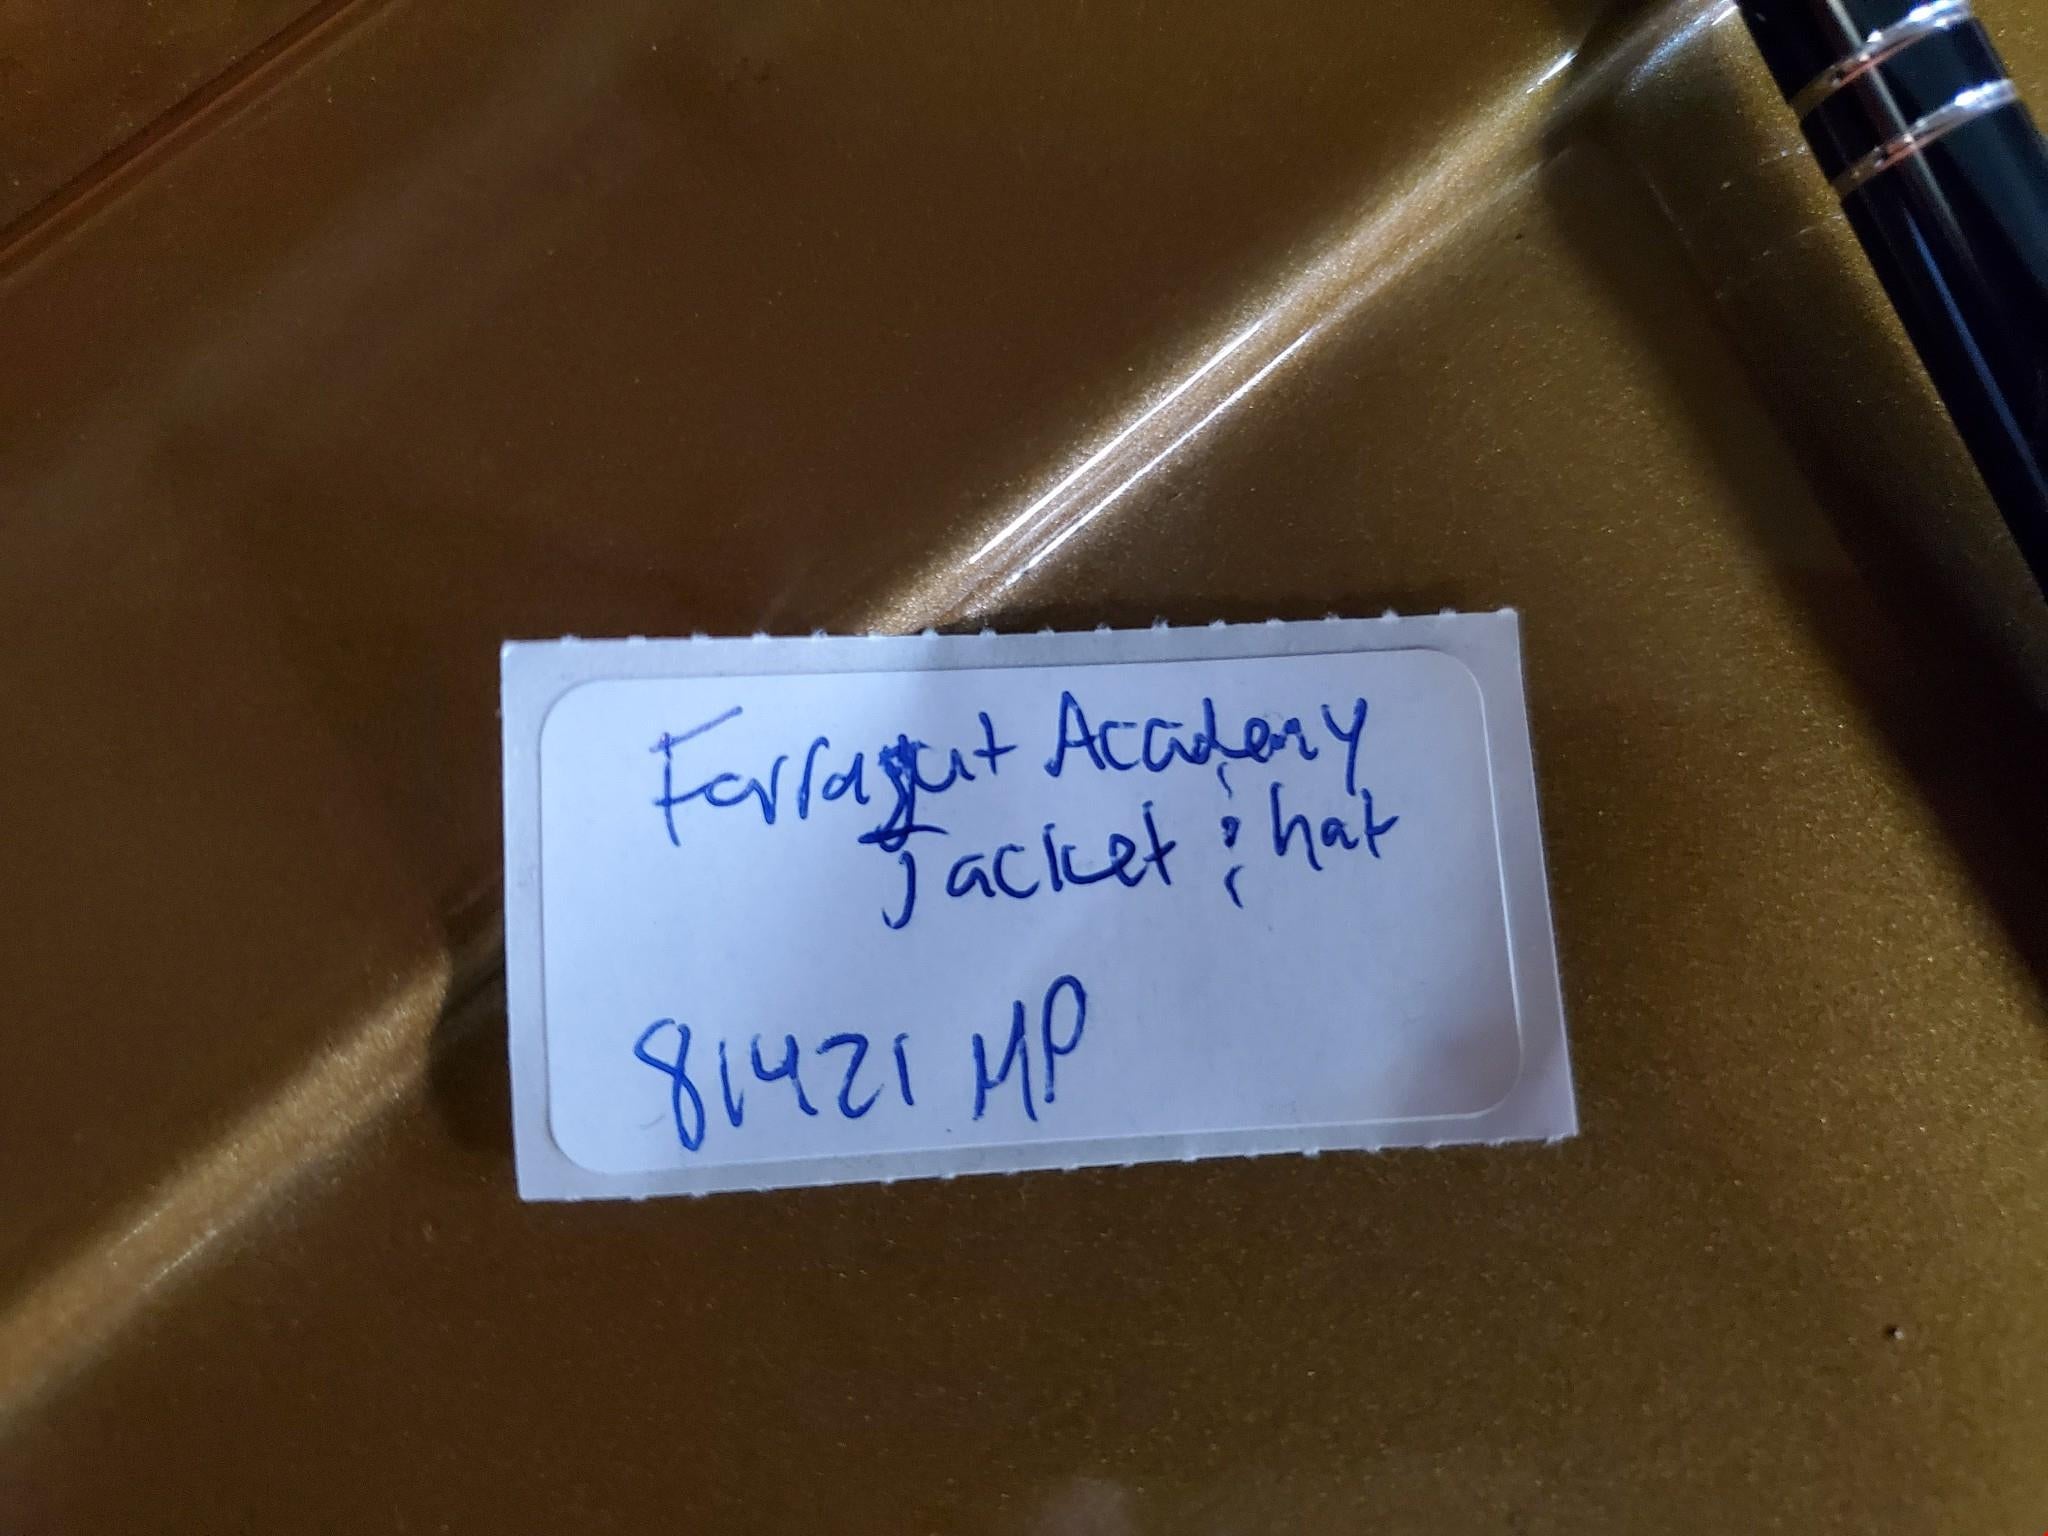 Farragut Academy
Jacket & hat
81421 MP